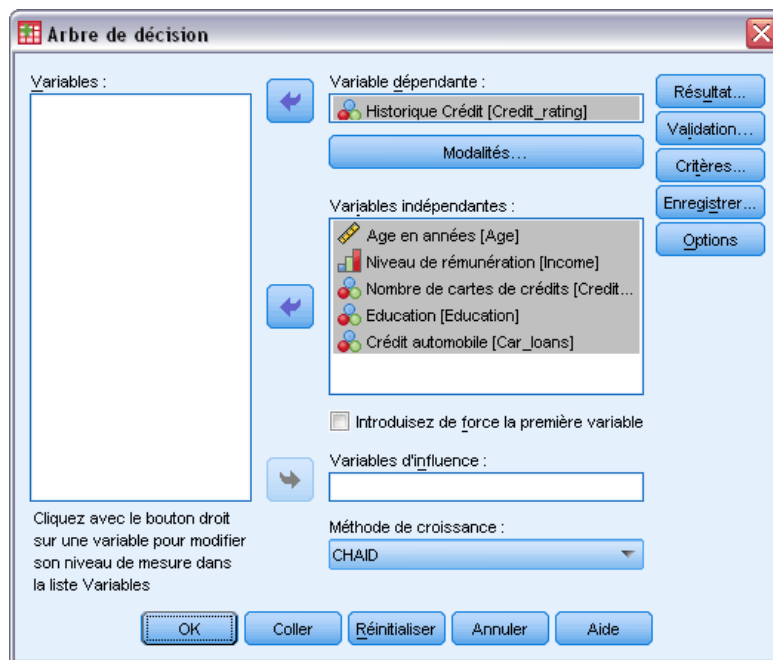 Arbre de décision
Variables :
Variable dépendante :
Historique Crédit [Credit_rating]
Modalités...
Variables indépendantes :
Age en années [Age]
Niveau de rémunération [Income]
Nombre de cartes de crédits [Credit...
Education [Education]
Crédit automobile [Car_loans]
Introduisez de force la première variable
Variables d'influence :
Méthode de croissance :
CHAID
Résultat...
Validation...
Critères...
Enregistrer...
Options
Cliquez avec le bouton droit
sur une variable pour modifier
son niveau de mesure dans
la liste Variables
OK
Coller
Réinitialiser
Annuler
Aide